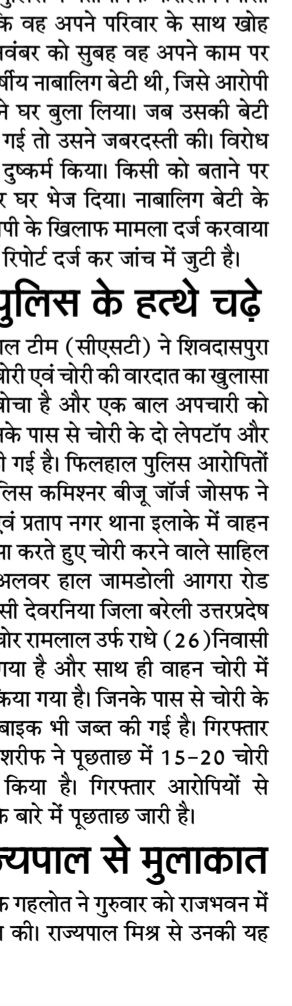 कि वह अपने परिवार के साथ खोह
नवंबर को सुबह वह अपने काम पर
नाबालिग बेटी थी, जिसे आरोपी
ने घर बुला लिया। जब उसकी बेटी
गई तो उसने जबरदस्ती की। विरोध
दुष्कर्म किया। किसी को बताने पर
र घर भेज दिया। नाबालिग बेटी के
के खिलाफ मामला दर्ज करवाया
रिपोर्ट दर्ज कर जांच में जुटी है।
पुलिस के हत्थे चढ़े
टीम (सीएसटी) ने शिवदासपुरा
चोरी एवं चोरी की वारदात का खुलासा
है और एक बाल अपचारी को
के पास से चोरी के दो लेपटॉप और
गई है। फिलहाल पुलिस आरोपितों
कमिश्नर बीजू जॉर्ज जोसफ ने
एवं प्रताप नगर थाना इलाके में वाहन
करते हुए चोरी करने वाले साहिल
अलवर हाल जामडोली आगरा रोड
देवरनिया जिला बरेली उत्तरप्रदेष
चोर रामलाल उर्फ राधे (26)निवासी
गया है और साथ ही वाहन चोरी में
किया गया है। जिनके पास से चोरी के
बाइक भी जब्त की गई है। गिरफ्तार
शरीफ ने पूछताछ में 15-20 चोरी
किया है। गिरफ्तार आरोपियों से
के बारे में पूछताछ जारी है।
ज्यपाल से मुलाकात
क गहलोत ने गुरुवार को राजभवन में
की। राज्यपाल मिश्र से उनकी यह